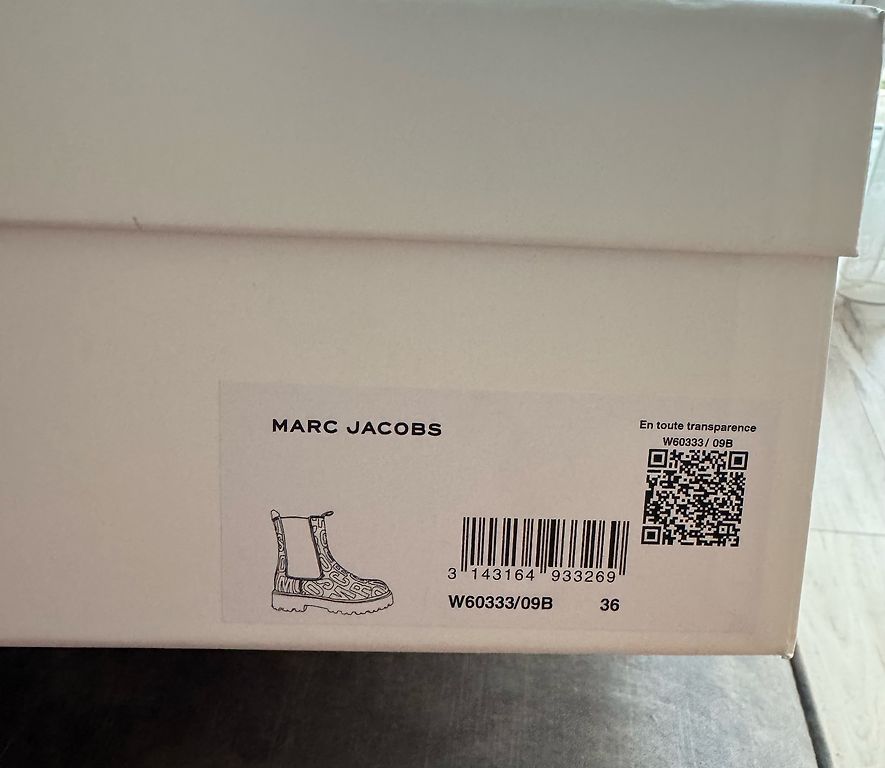 MARC JACOBS
En toute transparence
W60333/ 09B
3 143164 933269
W60333/09B 36